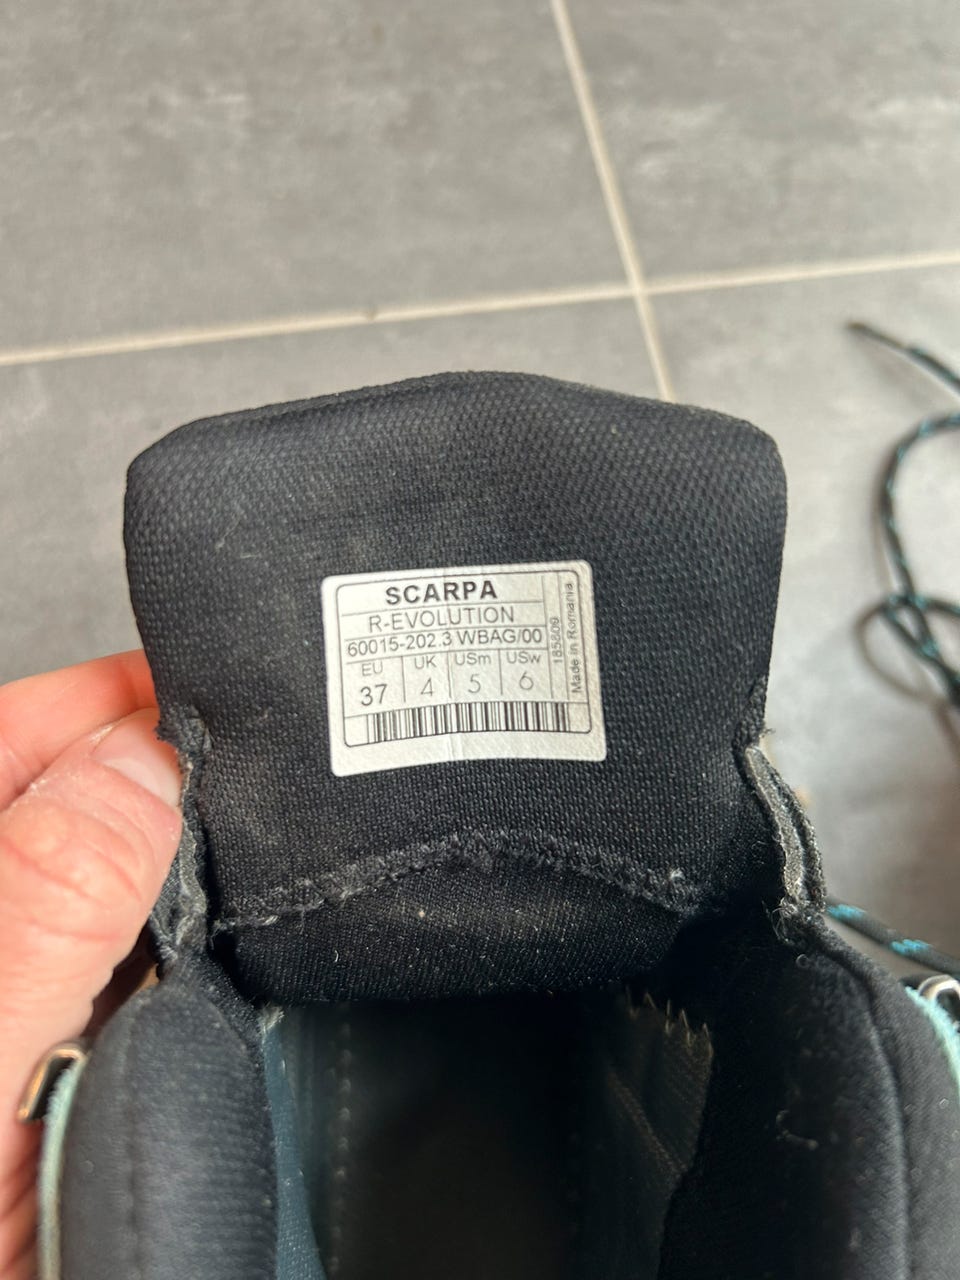 SCARPA
R-EVOLUTION
60015-202.3 WBAG/00
EU UK USm USw
37 4 5 6
185809
Made in Romania